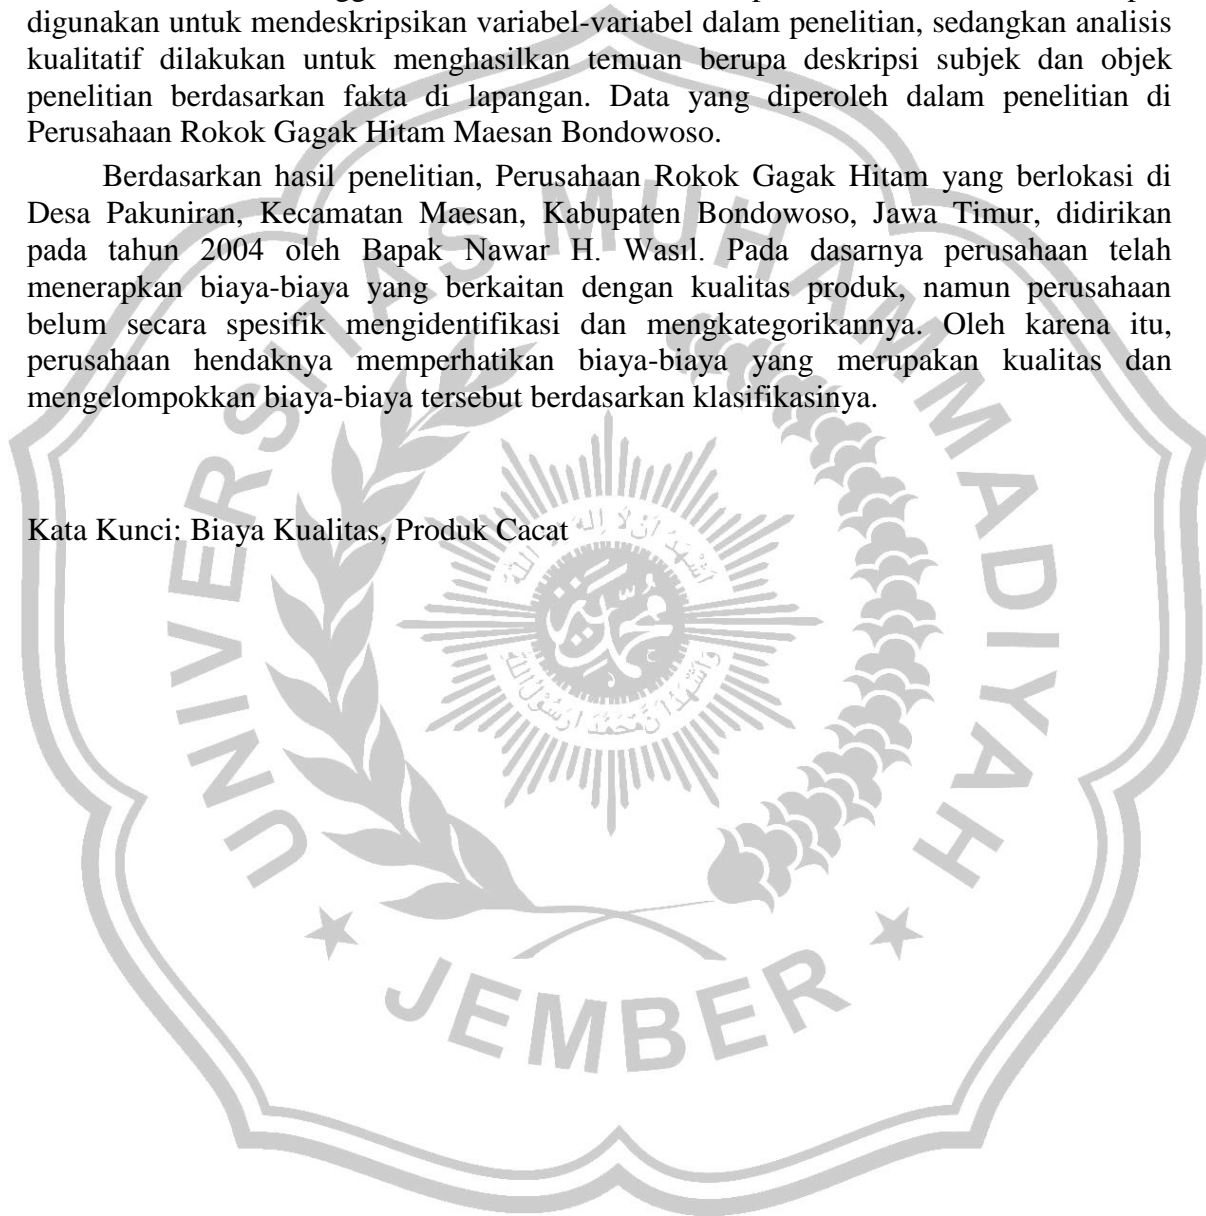 digunakan untuk mendeskripsikan variabel-variabel dalam penelitian, sedangkan analisis
kualitatif dilakukan untuk menghasilkan temuan berupa deskripsi subjek dan objek
penelitian berdasarkan fakta di lapangan. Data yang diperoleh dalam penelitian di
Perusahaan Rokok Gagak Hitam Maesan Bondowoso.
Berdasarkan hasil penelitian, Perusahaan Rokok Gagak Hitam yang berlokasi di
Desa Pakuniran, Kecamatan Maesan, Kabupaten Bondowoso, Jawa Timur, didirikan
pada tahun 2004 oleh Bapak Nawar H. Wasil. Pada dasarnya perusahaan telah
menerapkan biaya-biaya yang berkaitan dengan kualitas produk, namun perusahaan
belum secara spesifik mengidentifikasi dan mengkategorikannya. Oleh karena itu,
perusahaan hendaknya memperhatikan biaya-biaya yang merupakan kualitas dan
mengelompokkan biaya-biaya tersebut berdasarkan klasifikasinya.
Kata Kunci: Biaya Kualitas, Produk Cacat
UNIVERSITAS MUHAMMADIYAH
JEMBER